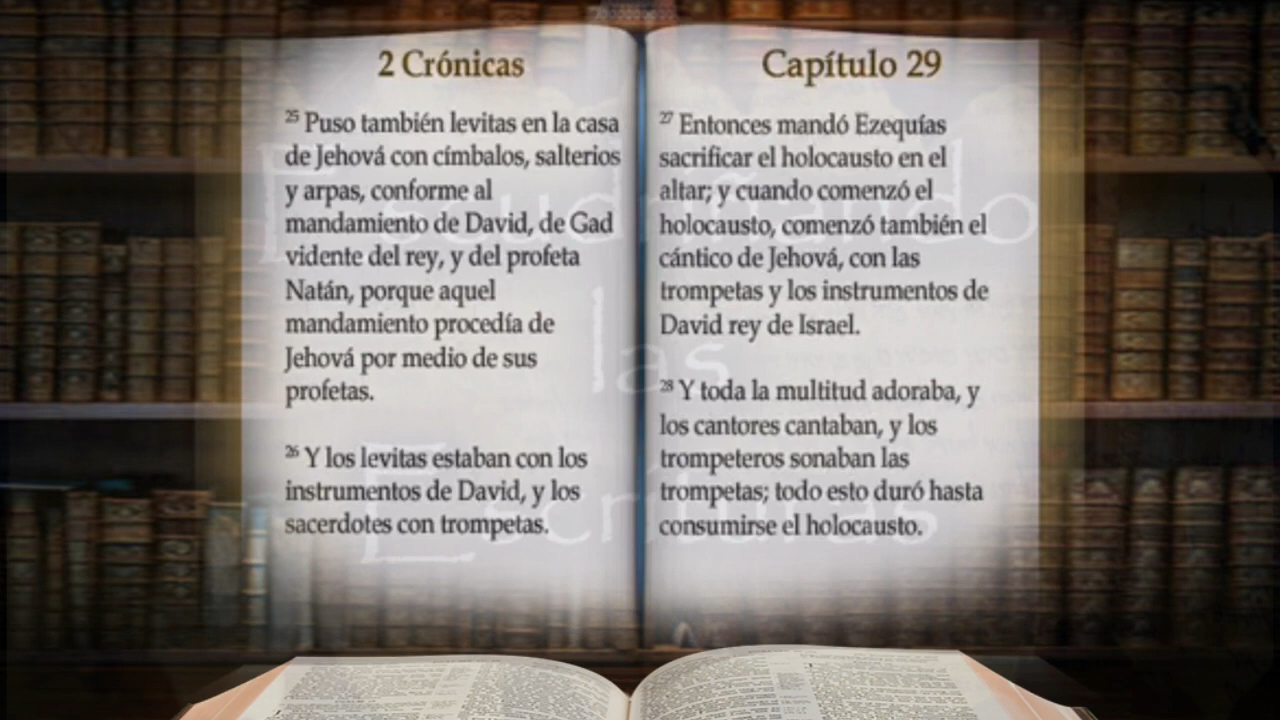 2 Crónicas
25 Puso también levitas en la casa
de Jehová con címbalos, salterios
y arpas, conforme al
mandamiento de David, de Gad
vidente del rey, y del profeta
Natán, porque aquel
mandamiento procedía de
Jehová por medio de sus
profetas.
26 Y los levitas estaban con los
instrumentos de David, y los
sacerdotes con trompetas.
Capítulo 29
27 Entonces mandó Ezequías
sacrificar el holocausto en el
altar; y cuando comenzó el
holocausto, comenzó también el
cántico de Jehová, con las
trompetas y los instrumentos de
David rey de Israel.
28 Y toda la multitud adoraba, y
los cantores cantaban, y los
trompeteros sonaban las
trompetas; todo esto duró hasta
consumirse el holocausto.
Escudriñando
las
Escrituras